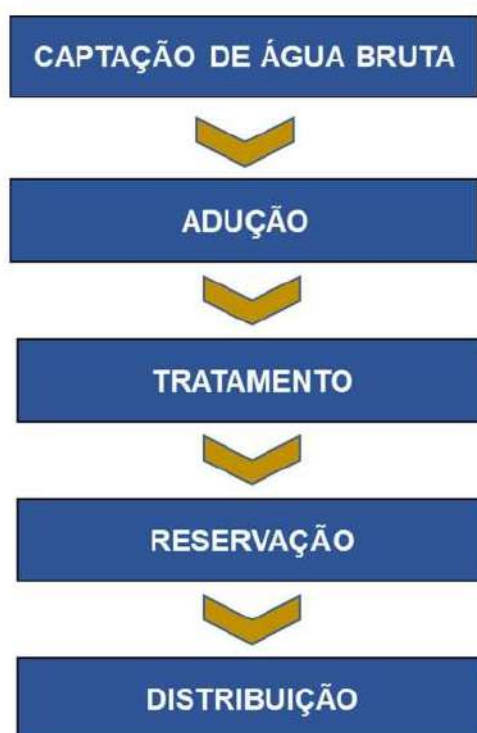 CAPTAÇÃO DE ÁGUA BRUTA
ADUÇÃO
TRATAMENTO
RESERVAÇÃO
DISTRIBUIÇÃO